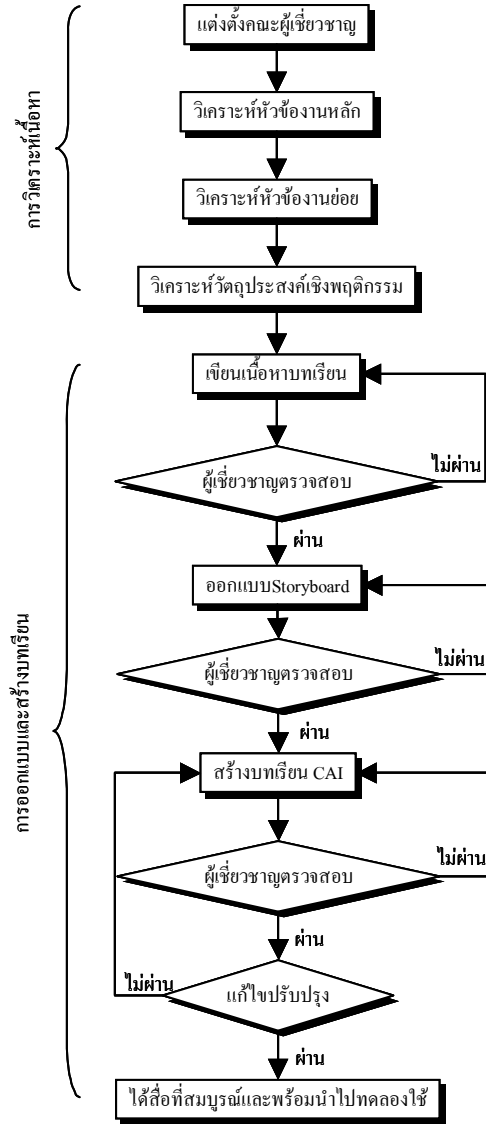 แต่งตั้งคณะผู้เชี่ยวชาญ
วิเคราะห์หัวข้องานหลัก
การวิเคราะห์เนื้อหา
วิเคราะห์หัวข้องานย่อย
วิเคราะห์วัตถุประสงค์เชิงพฤติกรรม
เขียนเนื้อหาบทเรียน
ผู้เชี่ยวชาญตรวจสอบ
ไม่ผ่าน
ผ่าน
ออกแบบStoryboard
ผู้เชี่ยวชาญตรวจสอบ
ไม่ผ่าน
ผ่าน
การออกแบบและสร้างบทเรียน
สร้างบทเรียน CAI
ผู้เชี่ยวชาญตรวจสอบ
ไม่ผ่าน
ผ่าน
แก้ไขปรับปรุง
ไม่ผ่าน
ผ่าน
ได้สื่อที่สมบูรณ์และพร้อมนำไปทดลองใช้